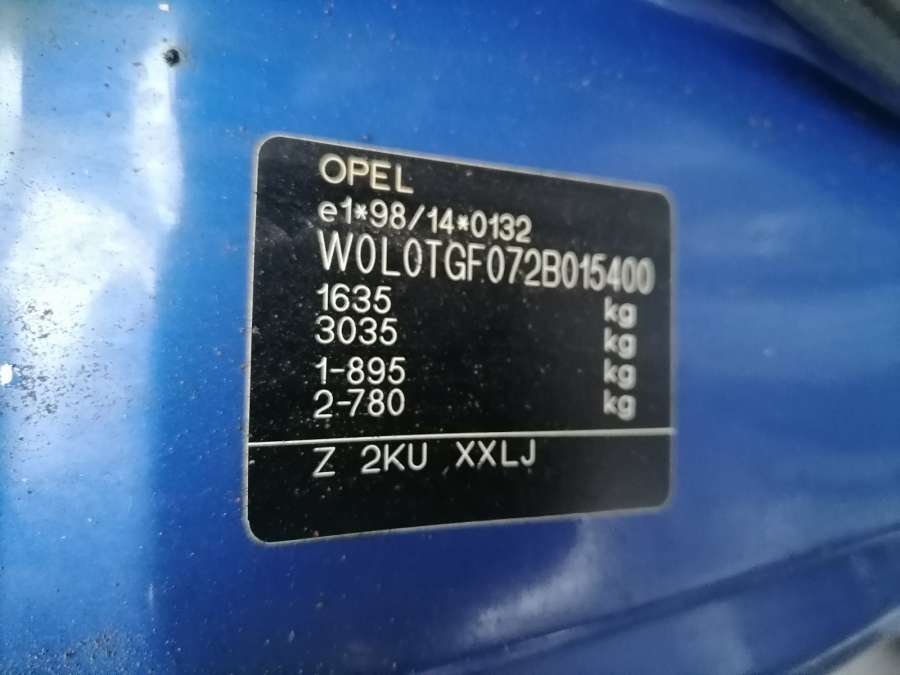 OPEL
e1*98/14*0132
W0L0TGF072B015400
1635 kg
3035 kg
1-895 kg
2-780 kg
Z 2KU XXLJ